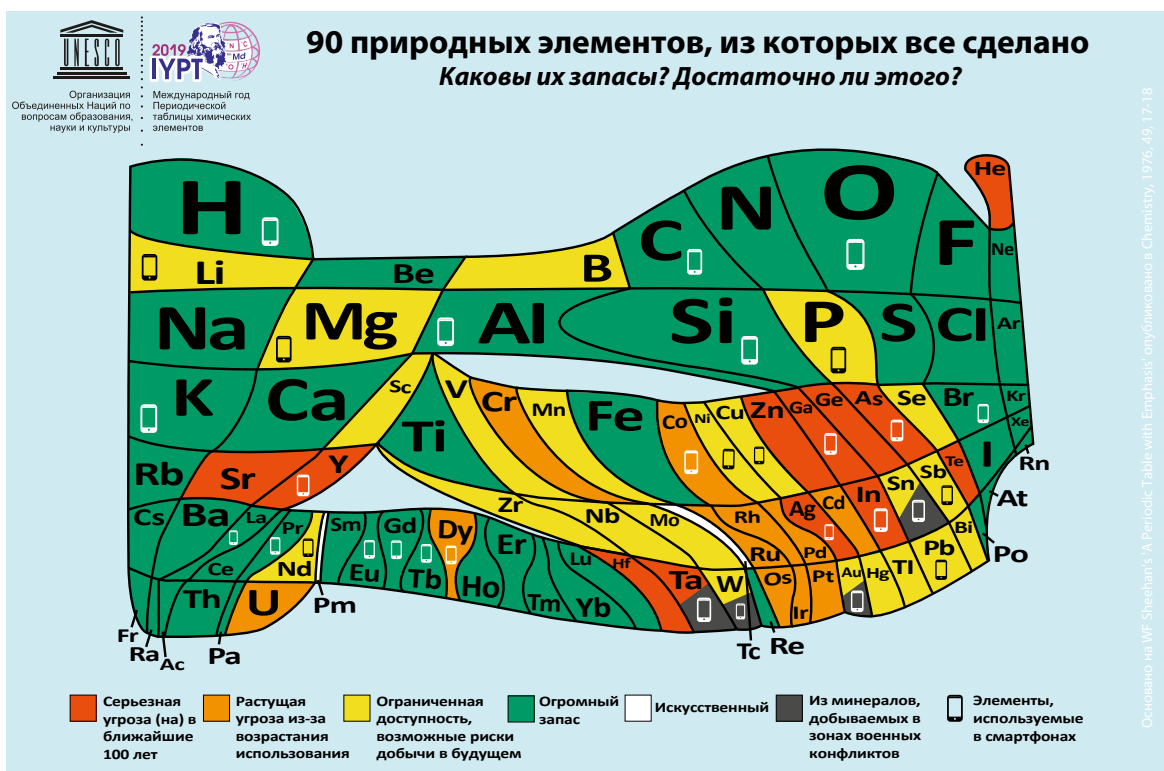 UNESCO
Организация
Объединенных Наций по
вопросам образования,
науки и культуры
2019
IYPT
N C
Md
O H
Международный год
Периодической
таблицы химических
элементов
90 природных элементов, из которых все сделано
Каковы их запасы? Достаточно ли этого?
H C N O F He
Li Be B Ne
Na Mg Al Si P S Cl Ar
K Ca Sc Ti V Cr Mn Fe Co Ni Cu Zn Ga Ge As Se Br Kr
Rb Sr Y Zr Nb Mo Rh Ag Cd In Sn Sb Te I Xe
Rn
At
Cs Ba La Pr Sm Gd Dy Er Ru Pd Bi
Po
Ce Nd Eu Tb Ho Lu Hf Ta W Os Pt Au Hg Tl Pb
Th U Pm Tm Yb Ir
Fr Ra Ac Pa Tc Re
Серьезная
угроза (на) в
ближайшие
100 лет
Растущая
угроза из-за
возрастания
использования
Ограниченная
доступность,
возможные риски
добычи в будущем
Огромный
запас
Искусственный
Из минералов,
добываемых в
зонах военных
конфликтов
Элементы,
используемые
в смартфонах
Основано на WF Sheehan's 'A Periodic Table with Emphasis' опубликовано в Chemistry, 1976, 49, 17-18